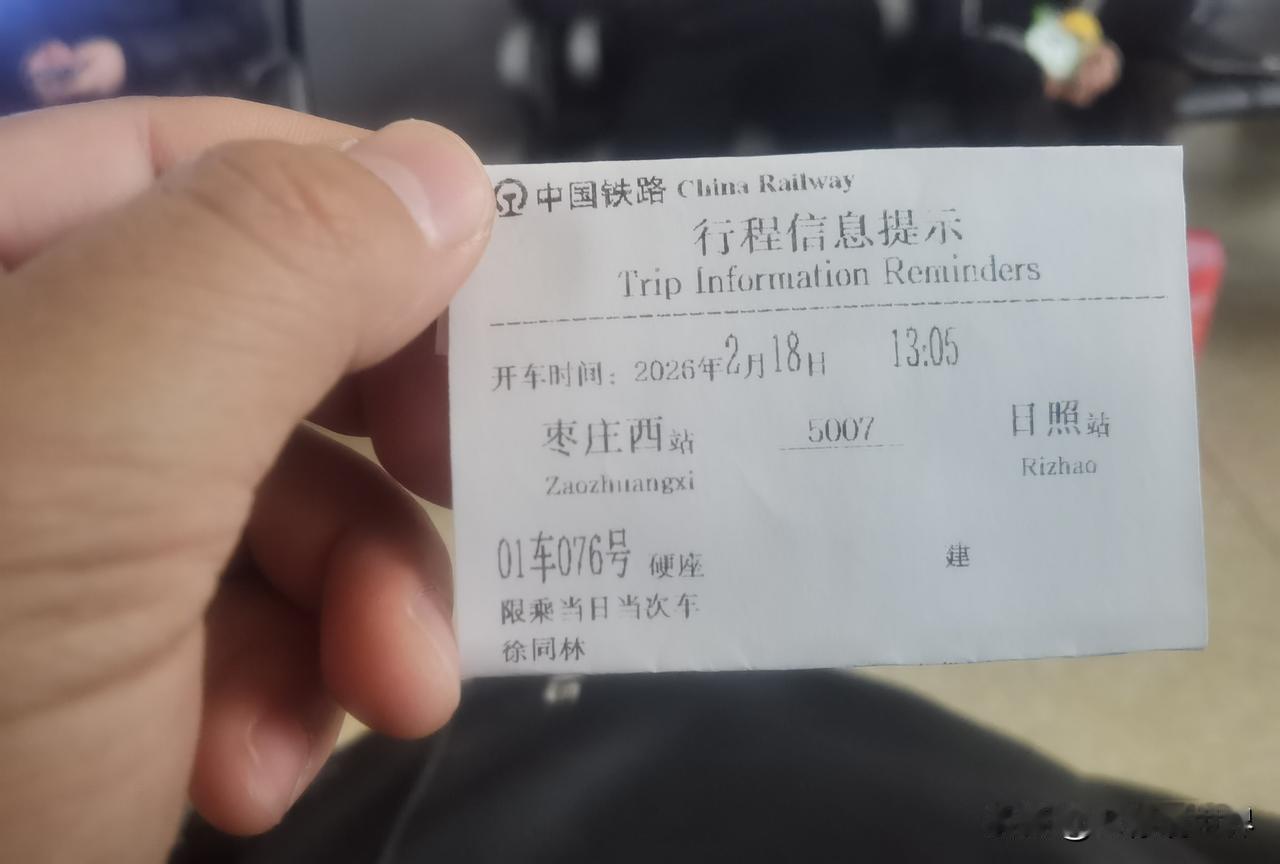 中国铁路 China Railway
行程信息提示
Trip Information Reminders
开车时间：2026年2月18日 13:05
枣庄西站 5007 日照站
Zaozhuangxi Rizhao
01车076号 硬座 建
限乘当日当次车
徐同林